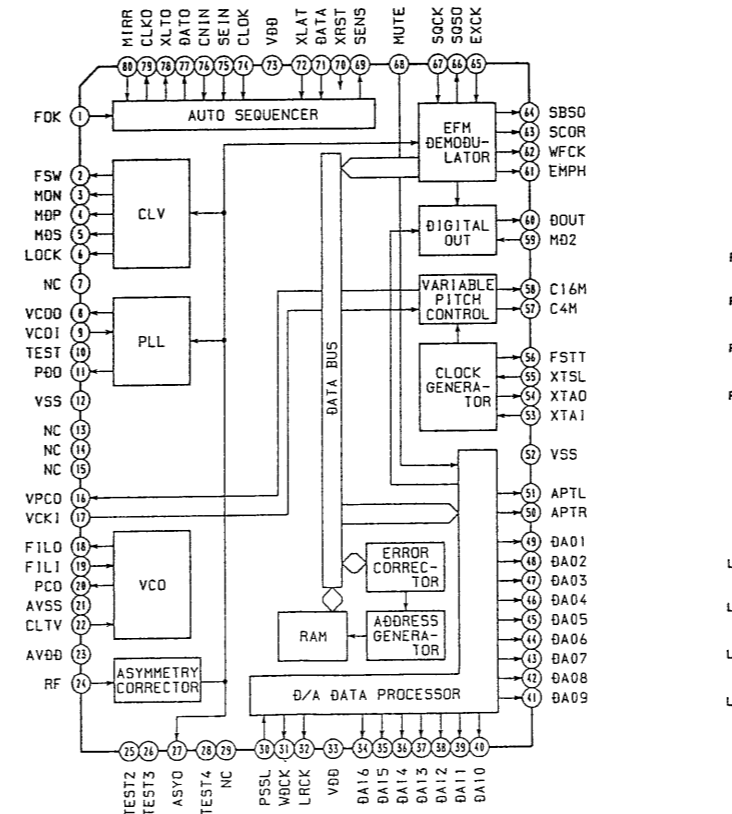 MIRR
CLKO
XLTO
DATO
CNIN
SEIN
CLOK
VDD
XLAT
DATA
XRST
SENS
MUTE
SQCK
SQSO
EXCK
80 79 78 77 76 75 74 73 72 71 70 69 68 67 66 65
FOK 1
AUTO SEQUENCER
EFM
DEMODU-
LATOR
64 SBSO
63 SCOR
62 WFCK
61 EMPH
FSW 2
MON 3
MDP 4
MDS 5
LOCK 6
CLV
DIGITAL
OUT
60 DOUT
59 MD2
NC 7
VARIABLE
PITCH
CONTROL
58 C16M
57 C4M
VCOO 8
VCOI 9
TEST 10
PDO 11
PLL
DATA BUS
CLOCK
GENERA-
TOR
56 FSTT
55 XTSL
54 XTAO
53 XTAI
VSS 12
NC 13
NC 14
NC 15
52 VSS
VPCO 16
VCKI 17
51 APTL
50 APTR
FILO 18
FILI 19
PCO 20
AVSS 21
CLTV 22
VCO
ERROR
CORREC-
TOR
RAM
ADDRESS
GENERA-
TOR
49 DA01
48 DA02
47 DA03
46 DA04
45 DA05
44 DA06
43 DA07
42 DA08
41 DA09
AVDD 23
RF 24
ASYMMETRY
CORRECTOR
D/A DATA PROCESSOR
25 26 27 28 29 30 31 32 33 34 35 36 37 38 39 40
TEST2
TEST3
ASYO
TEST4
NC
PSSL
WDCK
LRCK
VDD
DA16
DA15
DA14
DA13
DA12
DA11
DA10